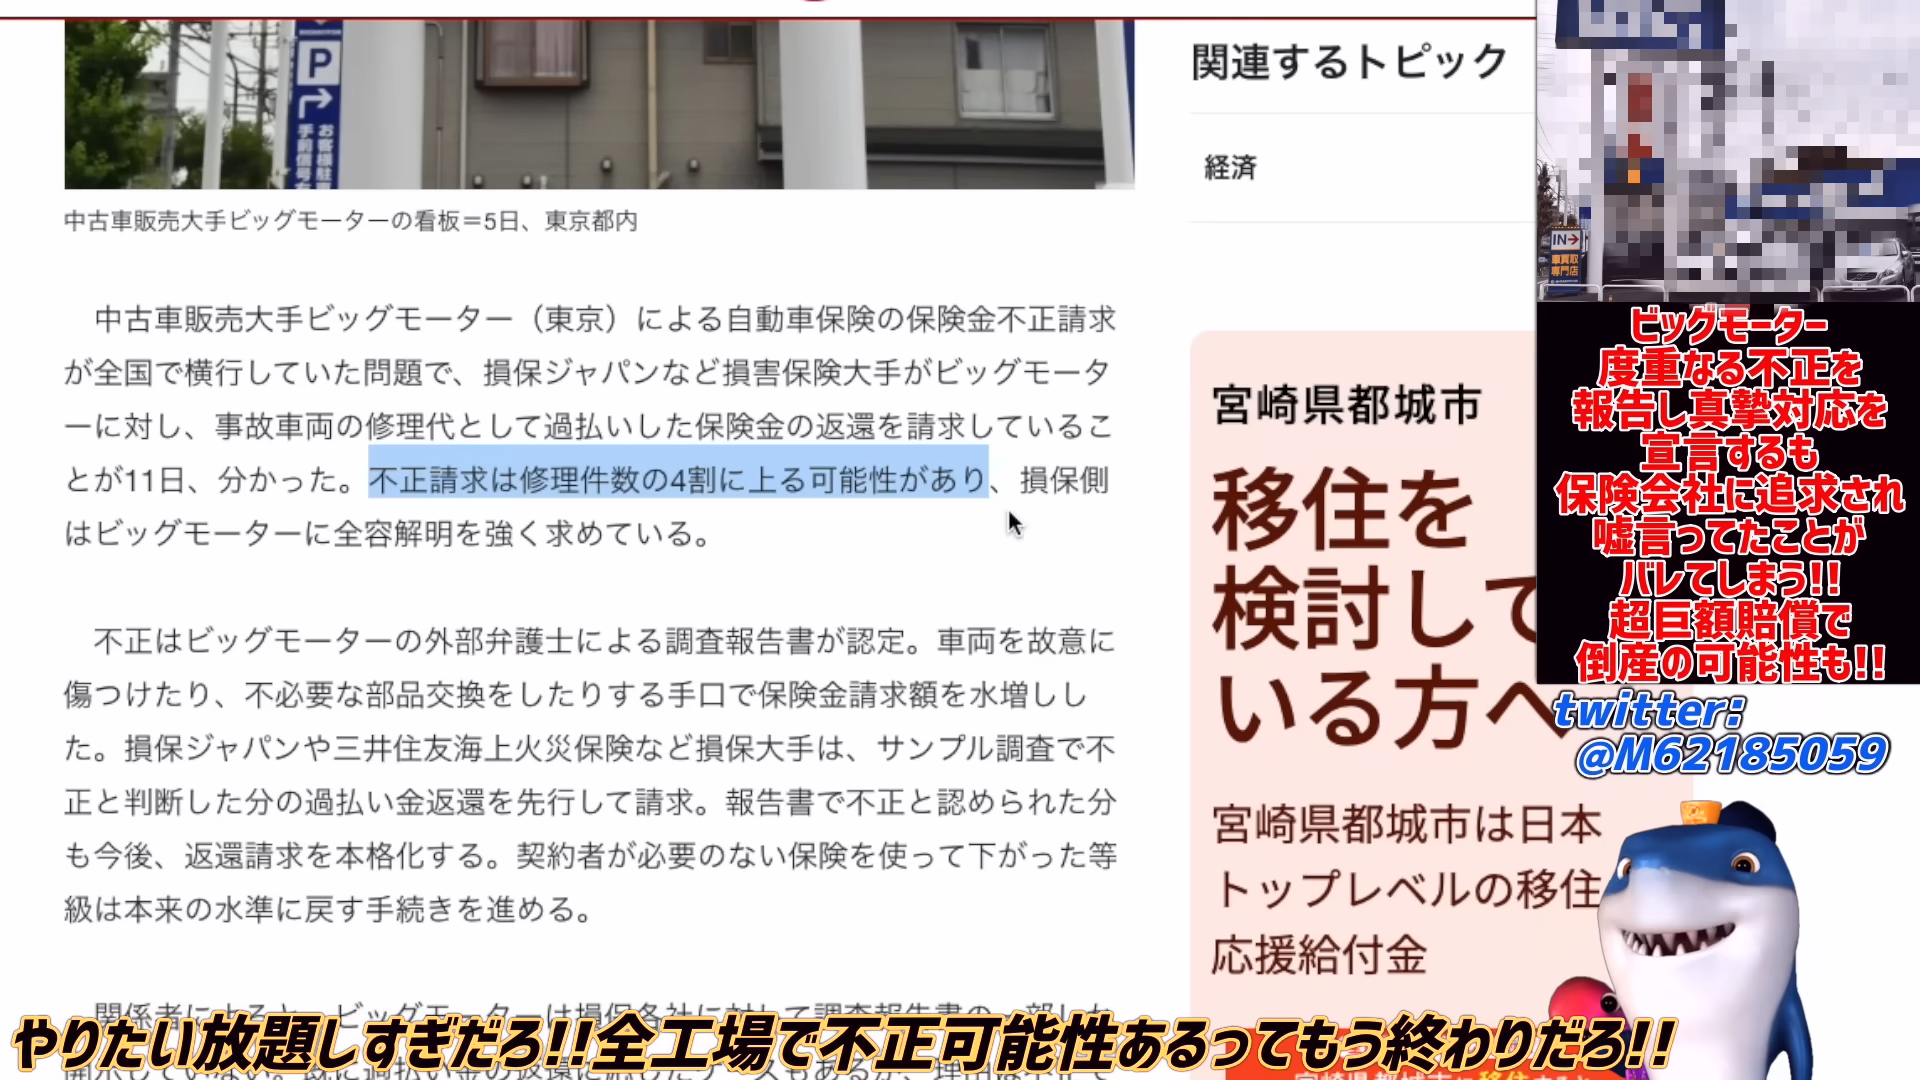 P
お客様駐
手前信号
中古車販売大手ビッグモーターの看板＝5日、東京都内
　中古車販売大手ビッグモーター（東京）による自動車保険の保険金不正請求
が全国で横行していた問題で、損保ジャパンなど損害保険大手がビッグモータ
ーに対し、事故車両の修理代として過払いした保険金の返還を請求しているこ
とが11日、分かった。不正請求は修理件数の4割に上る可能性があり、損保側
はビッグモーターに全容解明を強く求めている。
　不正はビッグモーターの外部弁護士による調査報告書が認定。車両を故意に
傷つけたり、不必要な部品交換をしたりする手口で保険金請求額を水増しし
た。損保ジャパンや三井住友海上火災保険など損保大手は、サンプル調査で不
正と判断した分の過払い金返還を先行して請求。報告書で不正と認められた分
も今後、返還請求を本格化する。契約者が必要のない保険を使って下がった等
級は本来の水準に戻す手続きを進める。
関連するトピック
経済
宮崎県都城市
移住を
検討して
いる方へ
宮崎県都城市は日本
トップレベルの移住
応援給付金
IN
車買取
専門店
ビッグモーター
度重なる不正を
報告し真摯対応を
宣言するも
保険会社に追求され
嘘言ってたことが
バレてしまう!!
超巨額賠償で
倒産の可能性も!!
twitter:
@M62185059
やりたい放題しすぎだろ!!全工場で不正可能性あるってもう終わりだろ!!